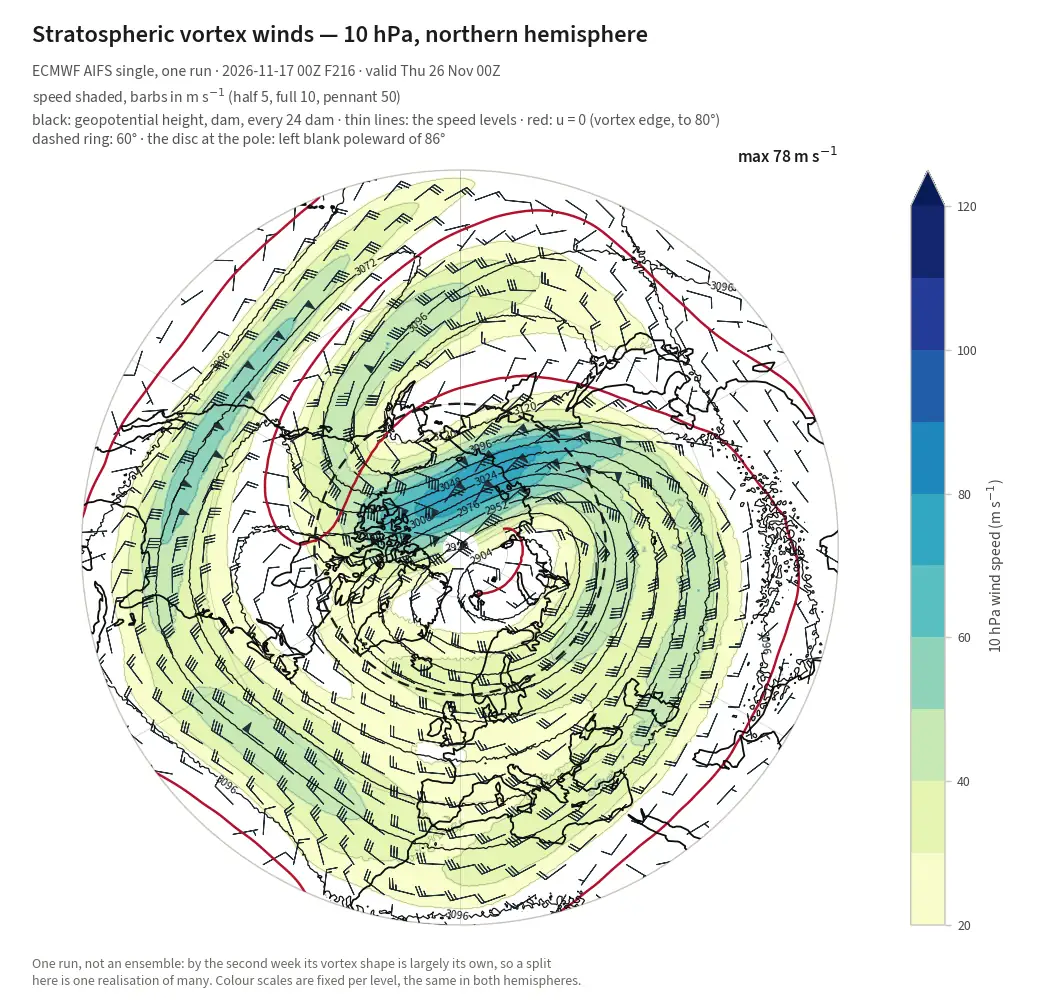 Stratospheric vortex winds — 10 hPa, northern hemisphere
ECMWF AIFS single, one run · 2026-11-17 00Z F216 · valid Thu 26 Nov 00Z
speed shaded, barbs in m s⁻¹ (half 5, full 10, pennant 50)
black: geopotential height, dam, every 24 dam · thin lines: the speed levels · red: u = 0 (vortex edge, to 80°)
dashed ring: 60° · the disc at the pole: left blank poleward of 86°
max 78 m s⁻¹
120
100
80
60
40
20
10 hPa wind speed (m s⁻¹)
3072
3096
3096
3096
3120
3096
3048
3024
3000
2976
2952
2904
3096
3096
One run, not an ensemble: by the second week its vortex shape is largely its own, so a split
here is one realisation of many. Colour scales are fixed per level, the same in both hemispheres.